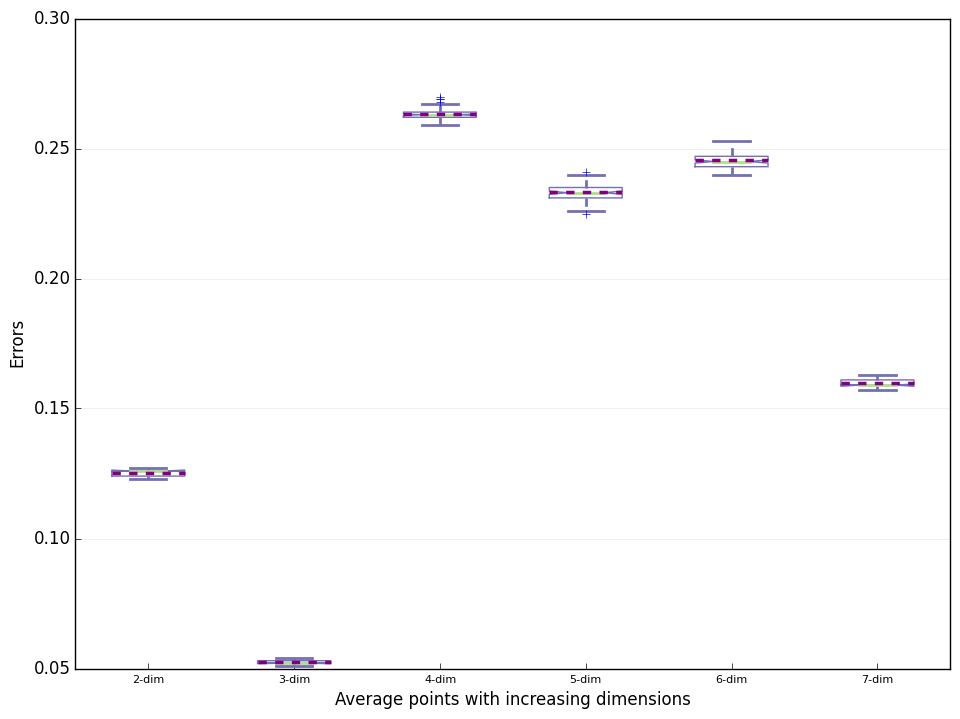 0.30
0.25
0.20
0.15
0.10
0.05
Errors
2-dim 3-dim 4-dim 5-dim 6-dim 7-dim
Average points with increasing dimensions